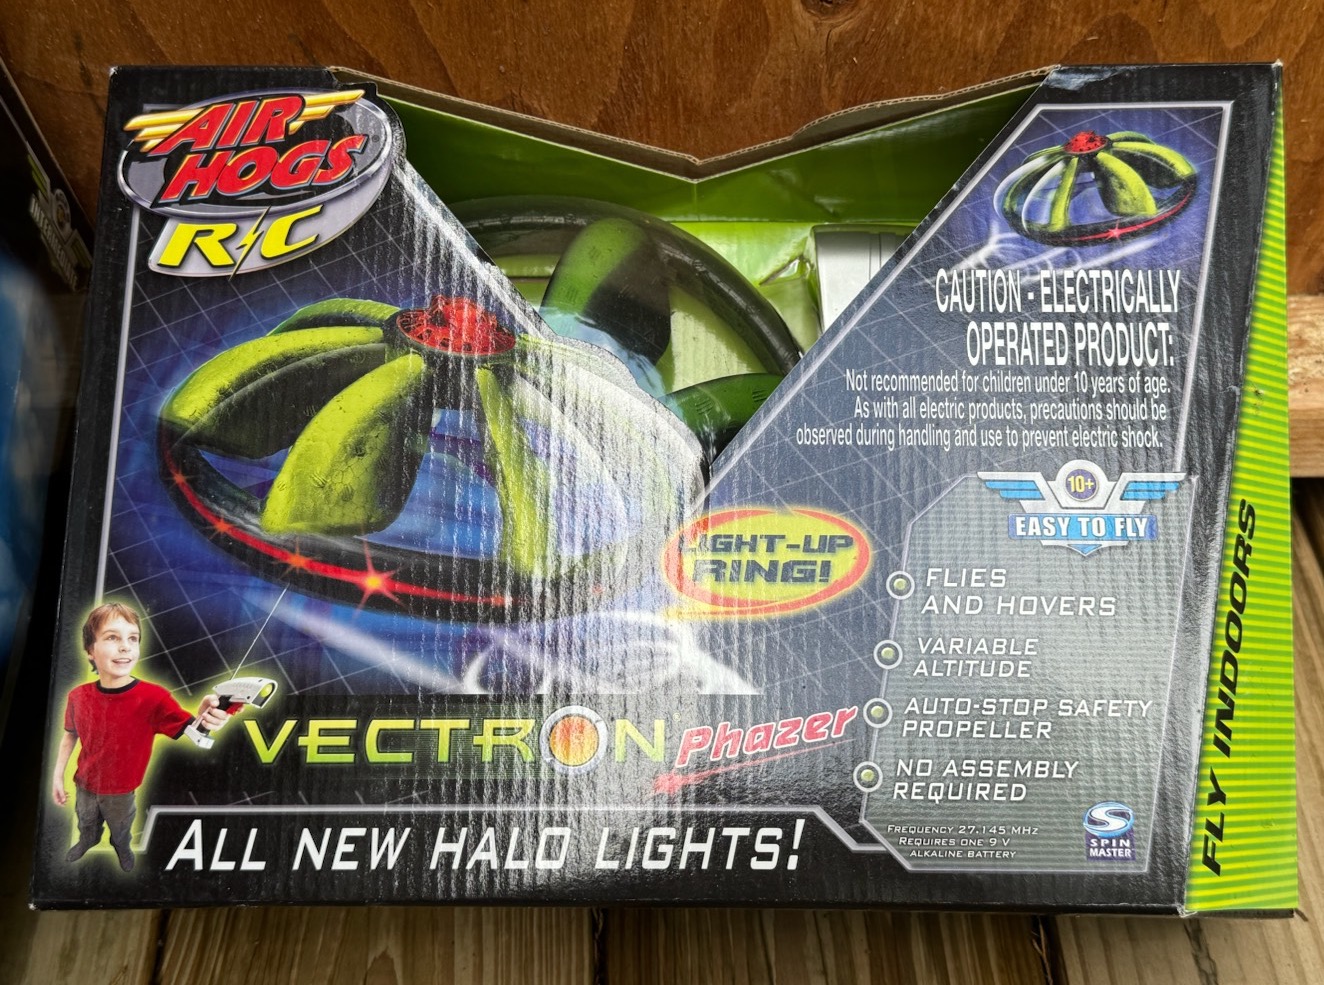 AIR
HOGS
R/C
CAUTION - ELECTRICALLY
OPERATED PRODUCT:
Not recommended for children under 10 years of age.
As with all electric products, precautions should be
observed during handling and use to prevent electric shock.
10+
EASY TO FLY
LIGHT-UP
RING!
FLIES
AND HOVERS
VARIABLE
ALTITUDE
AUTO-STOP SAFETY
PROPELLER
NO ASSEMBLY
REQUIRED
VECTRON
Phazer
ALL NEW HALO LIGHTS!
FREQUENCY 27.145 MHz
REQUIRES ONE 9 V
ALKALINE BATTERY
SPIN
MASTER
FLY INDOORS